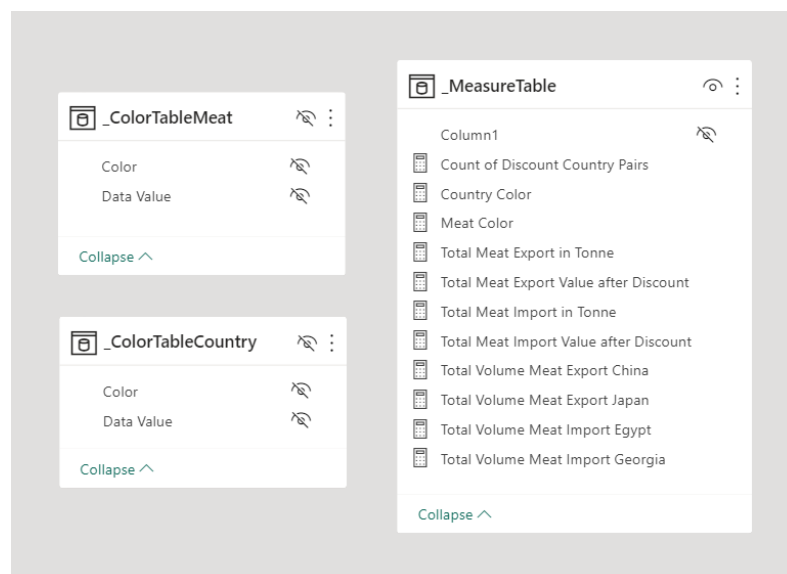 _ColorTableMeat
Color
Data Value
Collapse
_ColorTableCountry
Color
Data Value
Collapse
_MeasureTable
Column1
Count of Discount Country Pairs
Country Color
Meat Color
Total Meat Export in Tonne
Total Meat Export Value after Discount
Total Meat Import in Tonne
Total Meat Import Value after Discount
Total Volume Meat Export China
Total Volume Meat Export Japan
Total Volume Meat Import Egypt
Total Volume Meat Import Georgia
Collapse